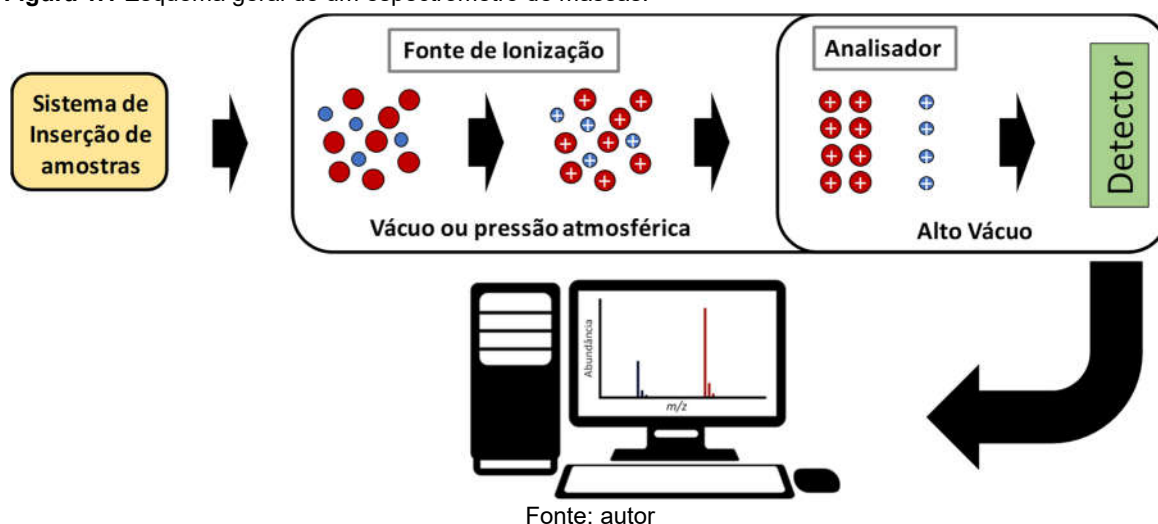 Sistema de
Inserção de
amostras
Fonte de Ionização
Vácuo ou pressão atmosférica
Analisador
Alto Vácuo
Detector
Abundância
m/z
Fonte: autor